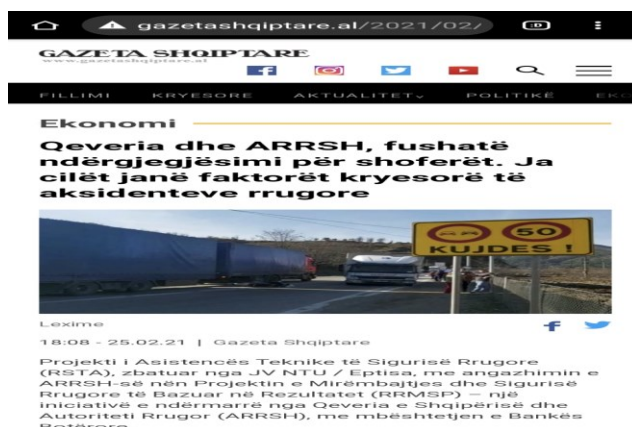 gazetashqiptare.al/2021/02/
GAZETA SHQIPTARE
www.gazetashqiptare.al
FILLIMI KRYESORE AKTUALITET POLITIKË EKO
Ekonomi
Qeveria dhe ARRSH, fushatë
ndërgjegjësimi për shoferët. Ja
cilët janë faktorët kryesorë të
aksidenteve rrugore
50
KUJDES !
Lexime
18:08 - 25.02.21 | Gazeta Shqiptare
Projekti i Asistencës Teknike të Sigurisë Rrugore
(RSTA), zbatuar nga JV NTU / Eptisa, me angazhimin e
ARRSH-së nën Projektin e Mirëmbajtjes dhe Sigurisë
Rrugore të Bazuar në Rezultatet (RRMSP) – një
iniciativë e ndërmarrë nga Qeveria e Shqipërisë dhe
Autoriteti Rrugor (ARRSH), me mbështetjen e Bankës
Botërore